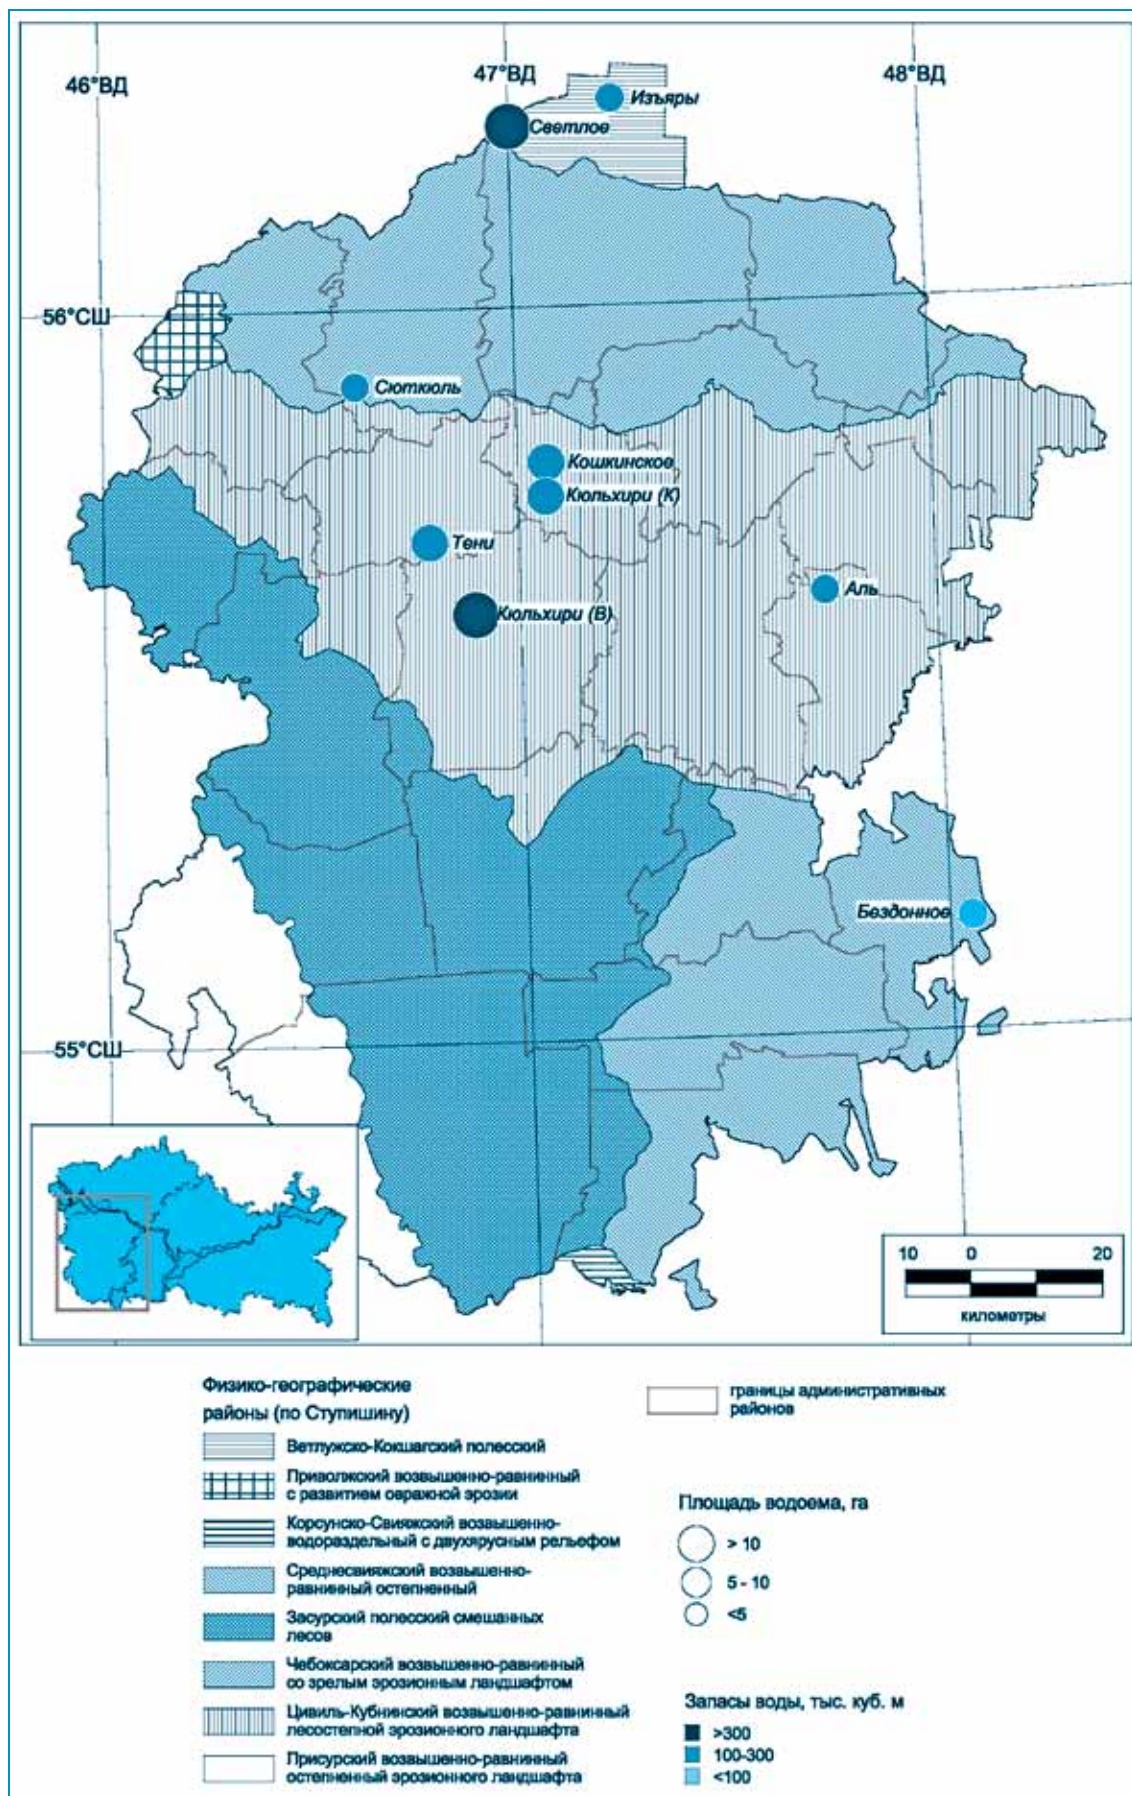 46°ВД
47°ВД
48°ВД
Изъяры
Светлое
56°СШ
Сюткюль
Кошкинское
Кюльхири (К)
Тени
Аль
Кюльхири (В)
Бездонное
55°СШ
10 0 20
километры
Физико-географические
районы (по Ступишину)
Ветлужско-Кокшагский полесский
Приволжский возвышенно-равнинный
с развитием овражной эрозии
Корсунско-Свияжский возвышенно-
водораздельный с двухярусным рельефом
Среднесвияжский возвышенно-
равнинный остепненный
Засурский полесский смешанных
лесов
Чебоксарский возвышенно-равнинный
со зрелым эрозионным ландшафтом
Цивиль-Кубнинский возвышенно-равнинный
лесостепной эрозионного ландшафта
Присурский возвышенно-равнинный
остепненный эрозионного ландшафта
границы административных
районов
Площадь водоема, га
> 10
5 - 10
<5
Запасы воды, тыс. куб. м
>300
100-300
<100